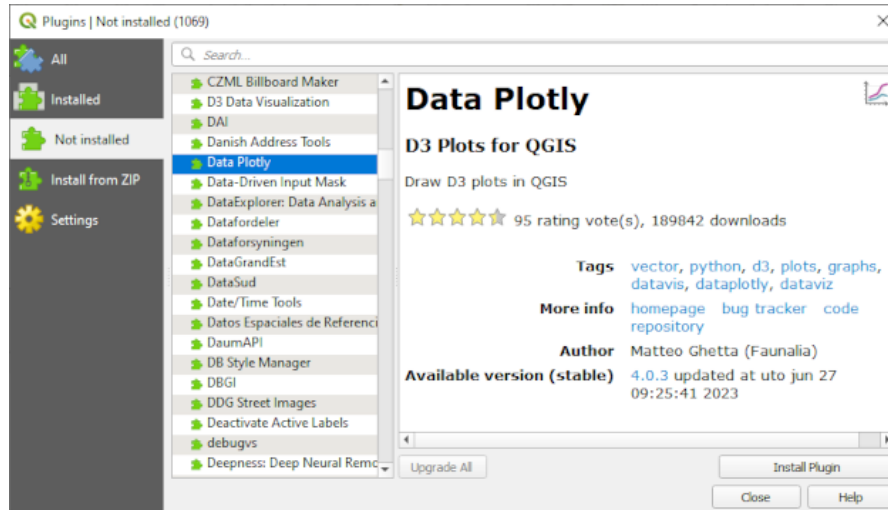 Plugins | Not installed (1069)
All
Installed
Not installed
Install from ZIP
Settings
Search...
CZML Billboard Maker
D3 Data Visualization
DAI
Danish Address Tools
Data Plotly
Data-Driven Input Mask
DataExplorer: Data Analysis a
Datafordeler
Dataforsyningen
DataGrandEst
DataSud
Date/Time Tools
Datos Espaciales de Referenci
DaumAPI
DB Style Manager
DBGI
DDG Street Images
Deactivate Active Labels
debugvs
Deepness: Deep Neural Remo
Data Plotly
D3 Plots for QGIS
Draw D3 plots in QGIS
95 rating vote(s), 189842 downloads
Tags vector, python, d3, plots, graphs,
datavis, dataplotly, dataviz
More info homepage bug tracker code
repository
Author Matteo Ghetta (Faunalia)
Available version (stable) 4.0.3 updated at uto jun 27
09:25:41 2023
Upgrade All
Install Plugin
Close
Help